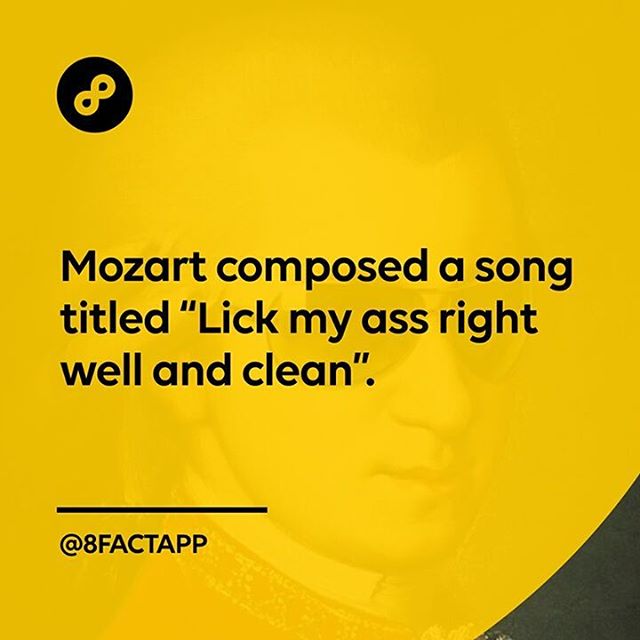 Mozart composed a song
titled “Lick my ass right
well and clean”.
@8FACTAPP